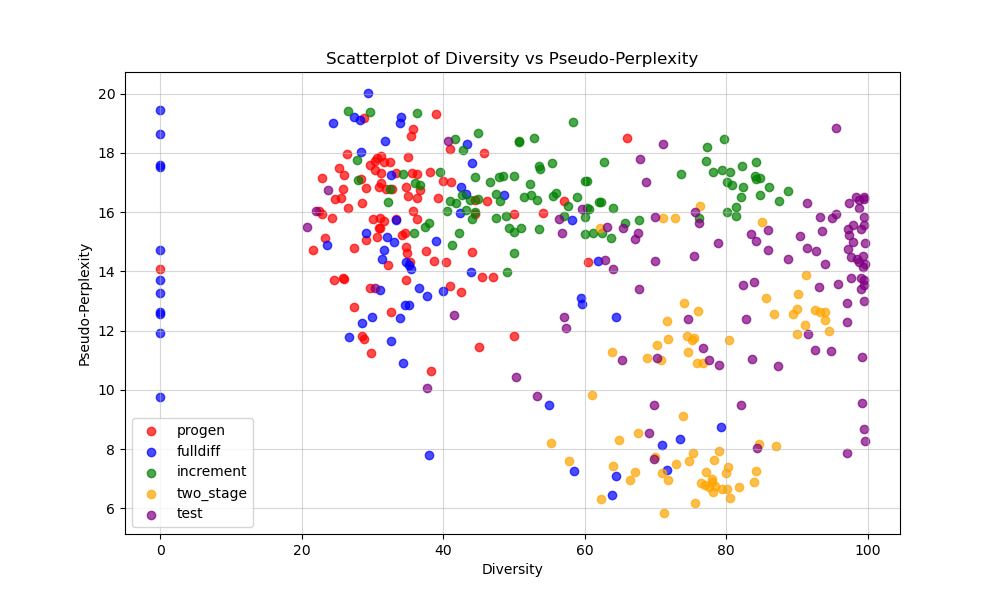 Scatterplot of Diversity vs Pseudo-Perplexity
Pseudo-Perplexity
20
18
16
14
12
10
8
6
progen
fulldiff
increment
two_stage
test
0
20
40
60
80
100
Diversity